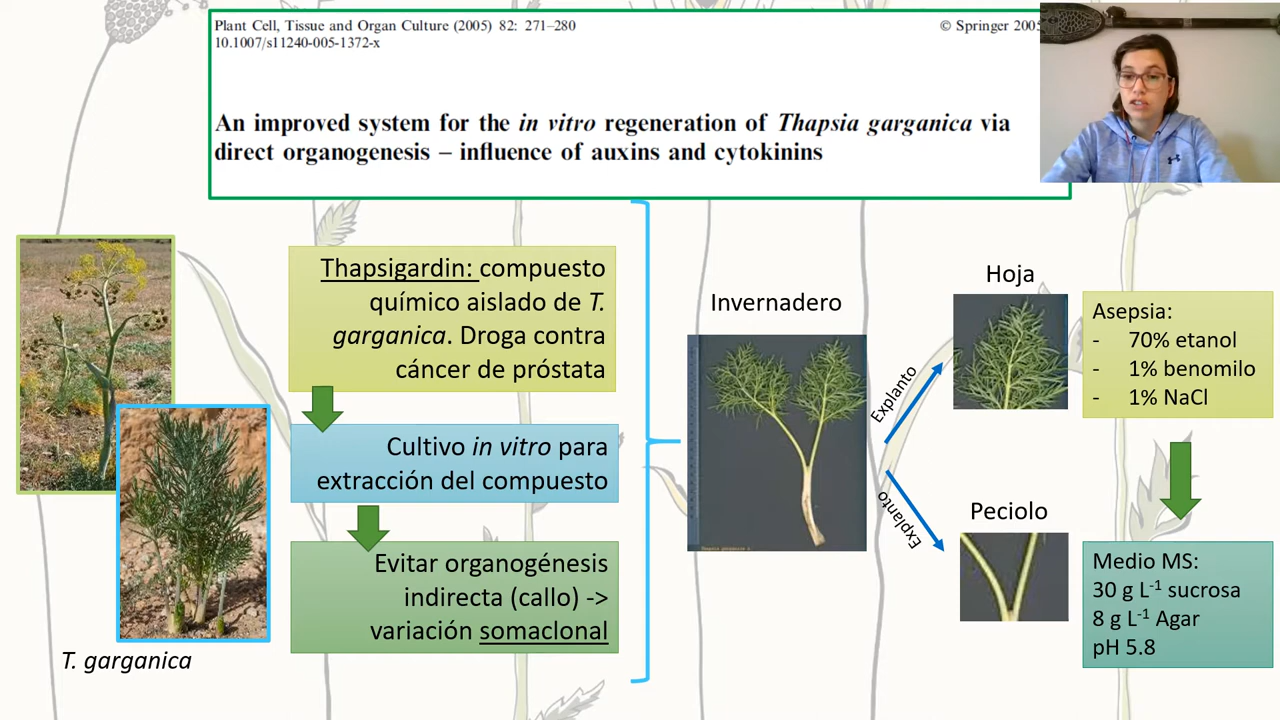 Plant Cell, Tissue and Organ Culture (2005) 82: 271–280
© Springer 2005
10.1007/s11240-005-1372-x
An improved system for the in vitro regeneration of Thapsia garganica via
direct organogenesis – influence of auxins and cytokinins
Thapsigardin: compuesto
químico aislado de T.
garganica. Droga contra
cáncer de próstata
Cultivo in vitro para
extracción del compuesto
Evitar organogénesis
indirecta (callo) ->
variación somaclonal
T. garganica
Invernadero
Explanto
Explanto
Hoja
Peciolo
Asepsia:
- 70% etanol
- 1% benomilo
- 1% NaCl
Medio MS:
30 g L-1 sucrosa
8 g L-1 Agar
pH 5.8